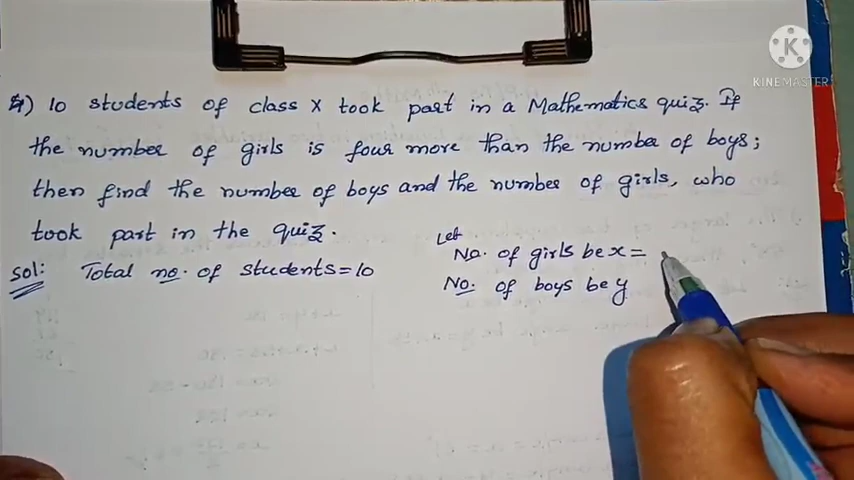 10 students of class X took part in a Mathematics quiz. If
the number of girls is four more than the number of boys;
then find the number of boys and the number of girls, who
took part in the quiz.
Sol: Total no. of students=10
Let
No. of girls be x=
No. of boys be y
KINEMASTER